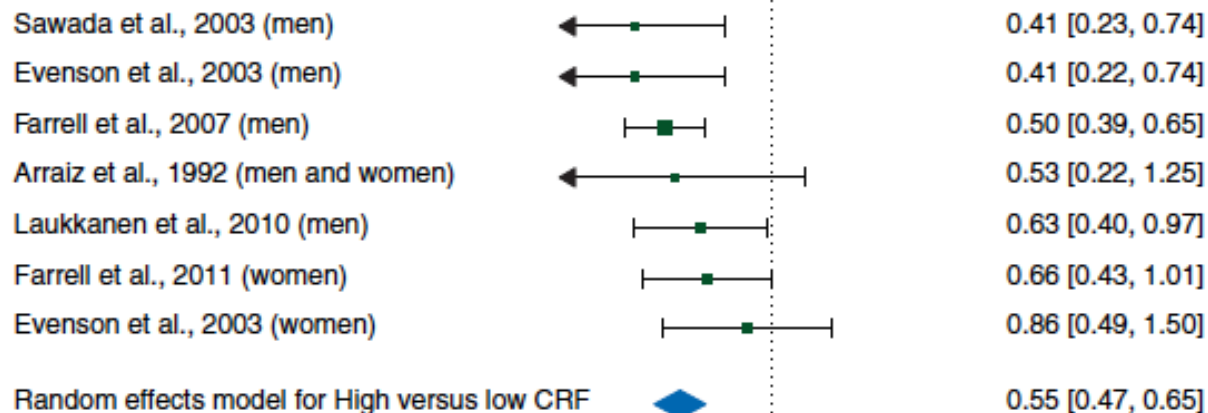 Sawada et al., 2003 (men) 0.41 [0.23, 0.74]
Evenson et al., 2003 (men) 0.41 [0.22, 0.74]
Farrell et al., 2007 (men) 0.50 [0.39, 0.65]
Arraiz et al., 1992 (men and women) 0.53 [0.22, 1.25]
Laukkanen et al., 2010 (men) 0.63 [0.40, 0.97]
Farrell et al., 2011 (women) 0.66 [0.43, 1.01]
Evenson et al., 2003 (women) 0.86 [0.49, 1.50]
Random effects model for High versus low CRF 0.55 [0.47, 0.65]